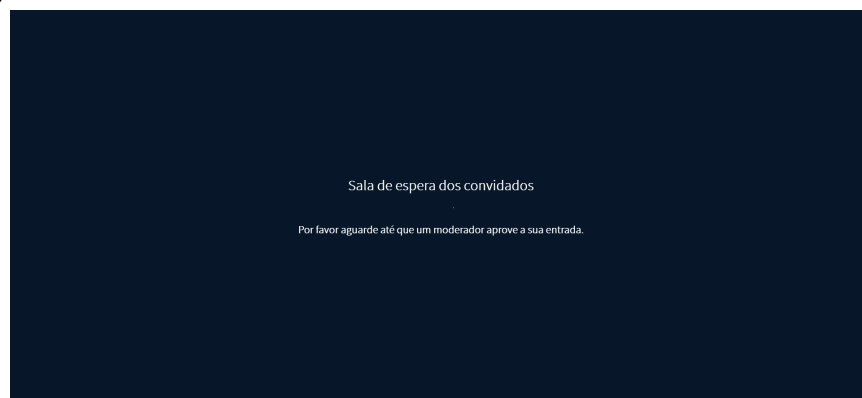 Sala de espera dos convidados
Por favor aguarde até que um moderador aprove a sua entrada.